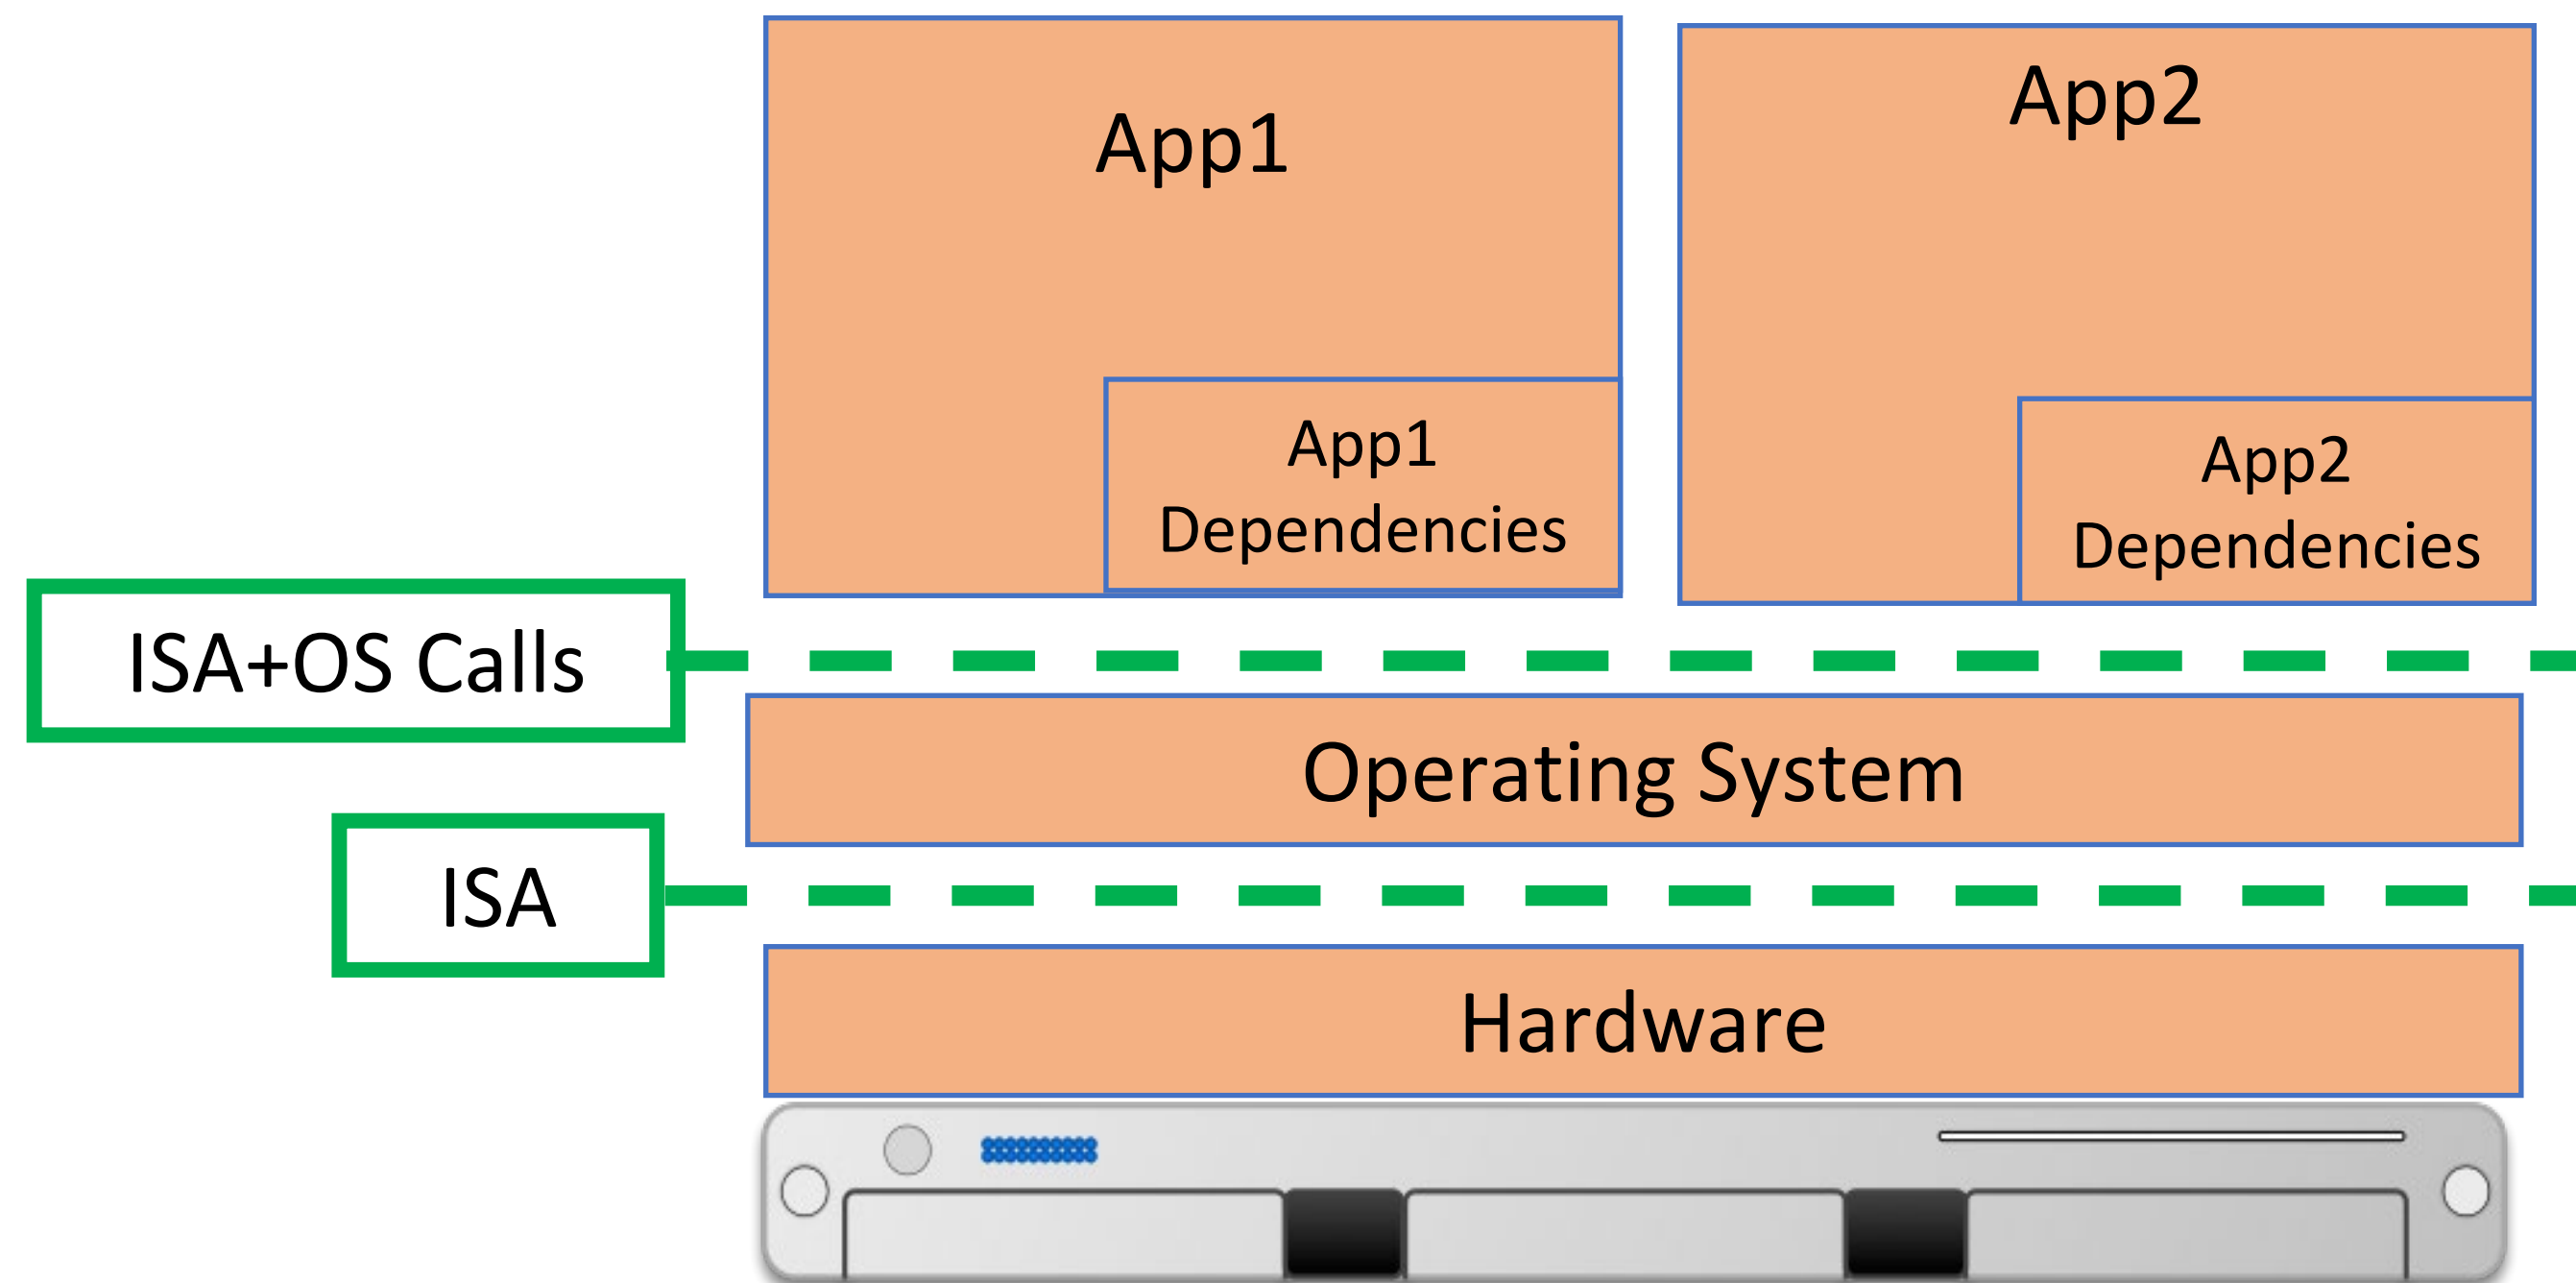 App1
App2
App1
Dependencies
App2
Dependencies
ISA+OS Calls
Operating System
ISA
Hardware